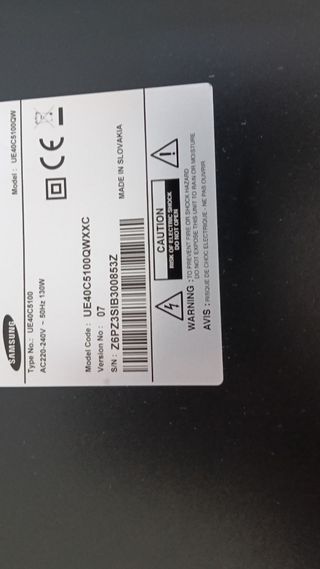 SAMSUNG
Model : UE40C5100QW
Type No.: UE40C5100
AC220-240V ~ 50Hz 130W
CE
Model Code : UE40C5100QWXXC
Version No : 07
S/N : Z6PZ3SIB300853Z
MADE IN SLOVAKIA
CAUTION
RISK OF ELECTRIC SHOCK
DO NOT OPEN
WARNING : TO PREVENT FIRE OR SHOCK HAZARD
DO NOT EXPOSE THIS UNIT TO RAIN OR MOISTURE
AVIS : RISQUE DE CHOC ELECTRIQUE - NE PAS OUVRIR